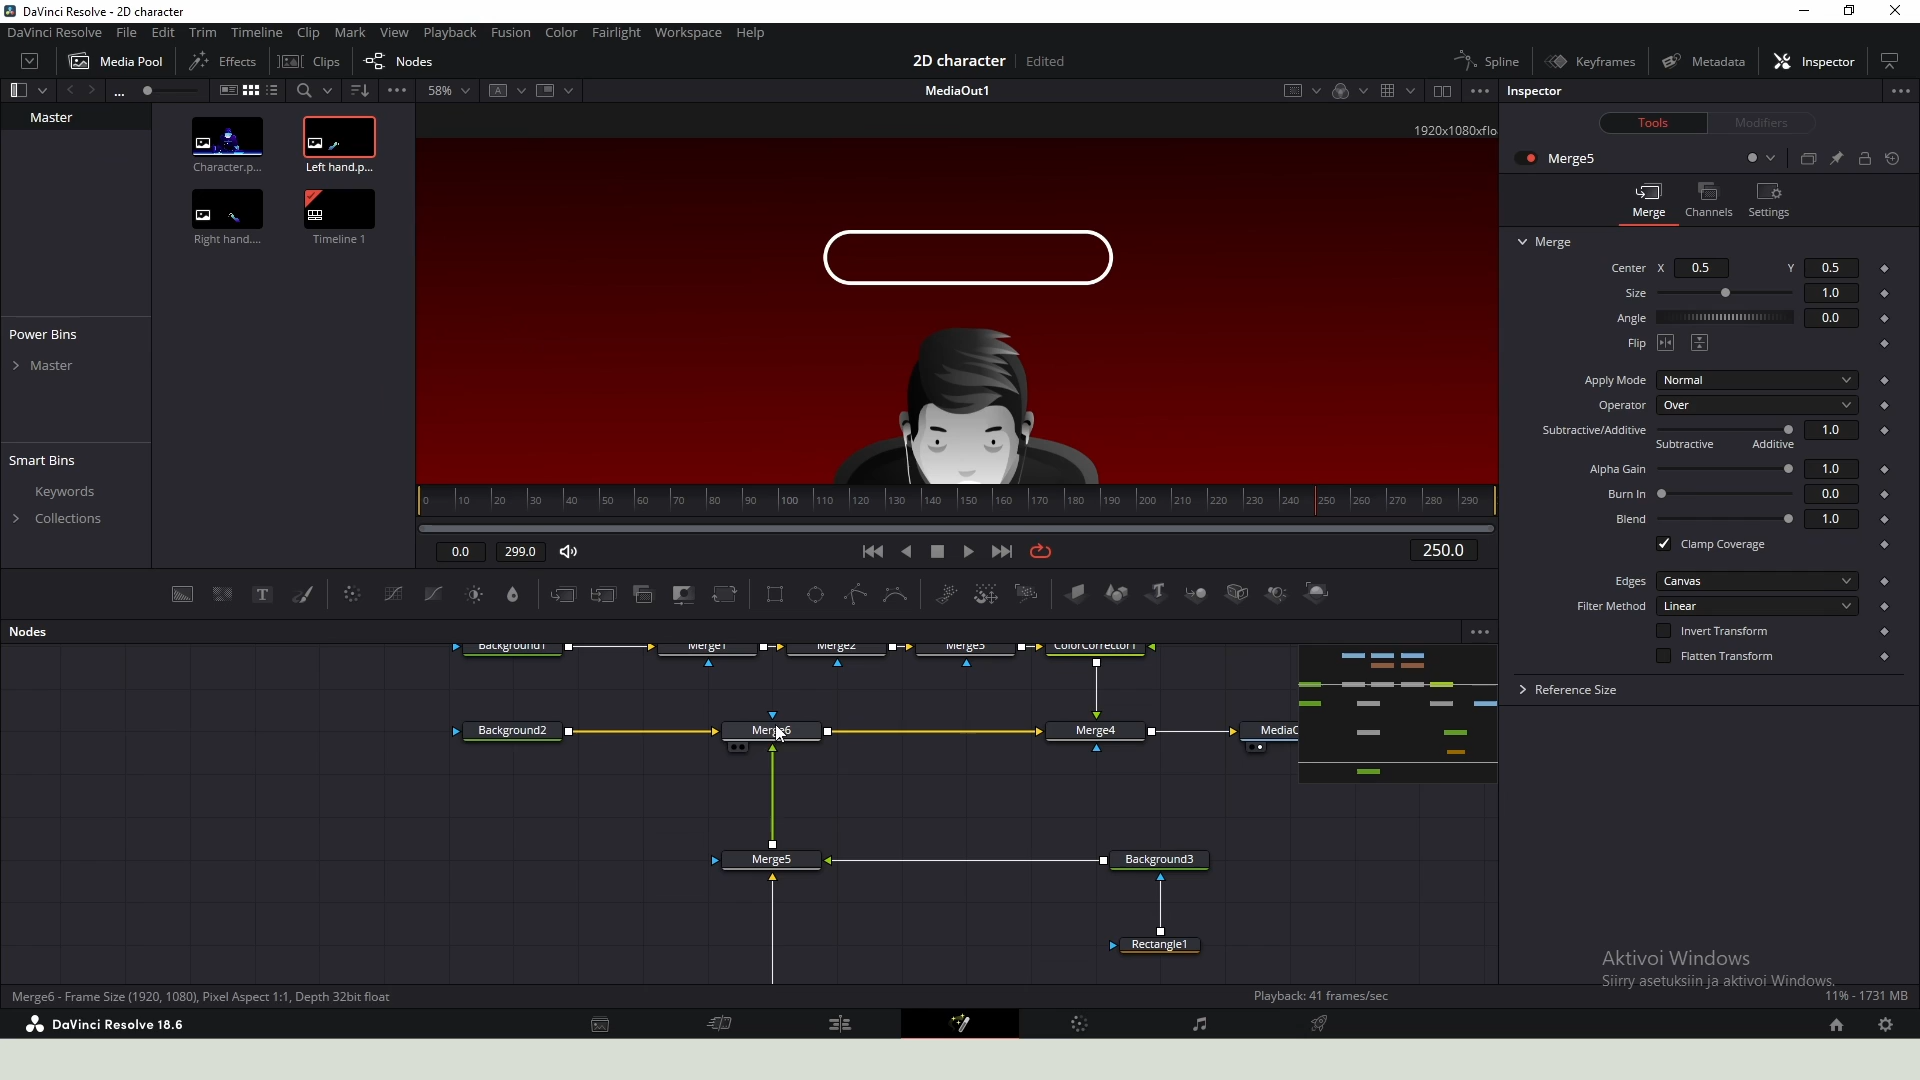 DaVinci Resolve - 2D character
DaVinci Resolve File Edit Trim Timeline Clip Mark View Playback Fusion Color Fairlight Workspace Help
Media Pool Effects Clips Nodes 2D character Edited Spline Keyframes Metadata Inspector
... 58% A MediaOut1 Inspector
Master
Character.p...
Left hand.p...
Right hand....
Timeline 1
Power Bins
Master
Smart Bins
Keywords
Collections
1920x1080xflo
0 10 20 30 40 50 60 70 80 90 100 110 120 130 140 150 160 170 180 190 200 210 220 230 240 250 260 270 280 290
0.0 299.0 250.0
Tools Modifiers
Merge5
Merge Channels Settings
Merge
Center X 0.5 Y 0.5
Size 1.0
Angle 0.0
Flip
Apply Mode Normal
Operator Over
Subtractive/Additive 1.0
Subtractive Additive
Alpha Gain 1.0
Burn In 0.0
Blend 1.0
Clamp Coverage
Edges Canvas
Filter Method Linear
Invert Transform
Flatten Transform
Reference Size
T T
Nodes
Background1 Merge1 Merge2 Merge3 ColorCorrector1
Background2 Merge6 Merge4 MediaO
Merge5 Background3
Rectangle1
Aktivoi Windows
Siirry asetuksiin ja aktivoi Windows.
Merge6 - Frame Size (1920, 1080), Pixel Aspect 1:1, Depth 32bit float Playback: 41 frames/sec 11% - 1731 MB
DaVinci Resolve 18.6